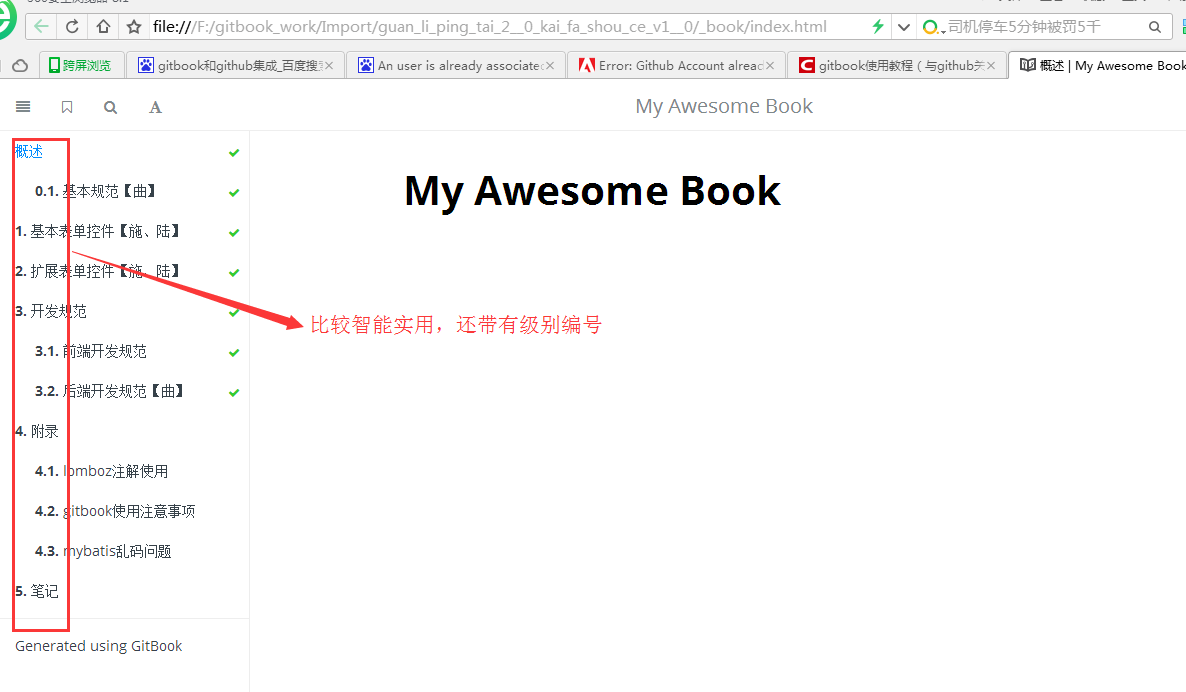 file:///F:/gitbook_work/Import/guan_li_ping_tai_2__0_kai_fa_shou_ce_v1__0/_book/index.html
司机停车5分钟被罚5千
跨屏浏览
gitbook和github集成_百度搜
An user is already associate
Error: Github Account alread
gitbook使用教程（与github关
概述 | My Awesome Book
A
My Awesome Book
概述
0.1. 基本规范【曲】
1. 基本表单控件【施、陆】
2. 扩展表单控件【施、陆】
3. 开发规范
3.1. 前端开发规范
3.2. 后端开发规范【曲】
4. 附录
4.1. lomboz注解使用
4.2. gitbook使用注意事项
4.3. mybatis乱码问题
5. 笔记
Generated using GitBook
My Awesome Book
比较智能实用，还带有级别编号